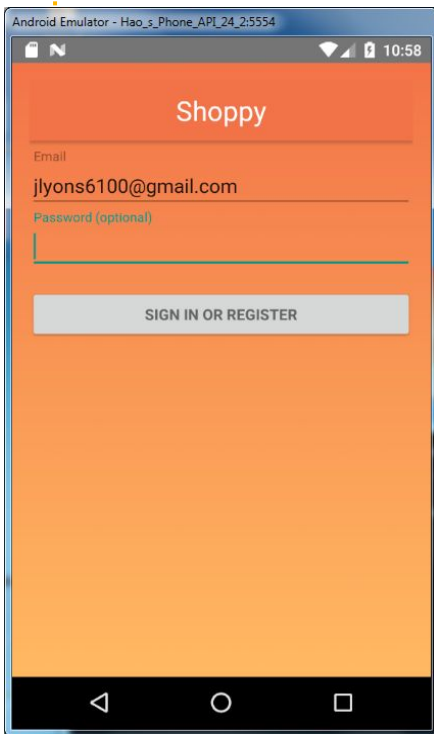 Android Emulator - Hao_s_Phone_API_24_2:5554
10:58
Shoppy
Email
jlyons6100@gmail.com
Password (optional)
SIGN IN OR REGISTER